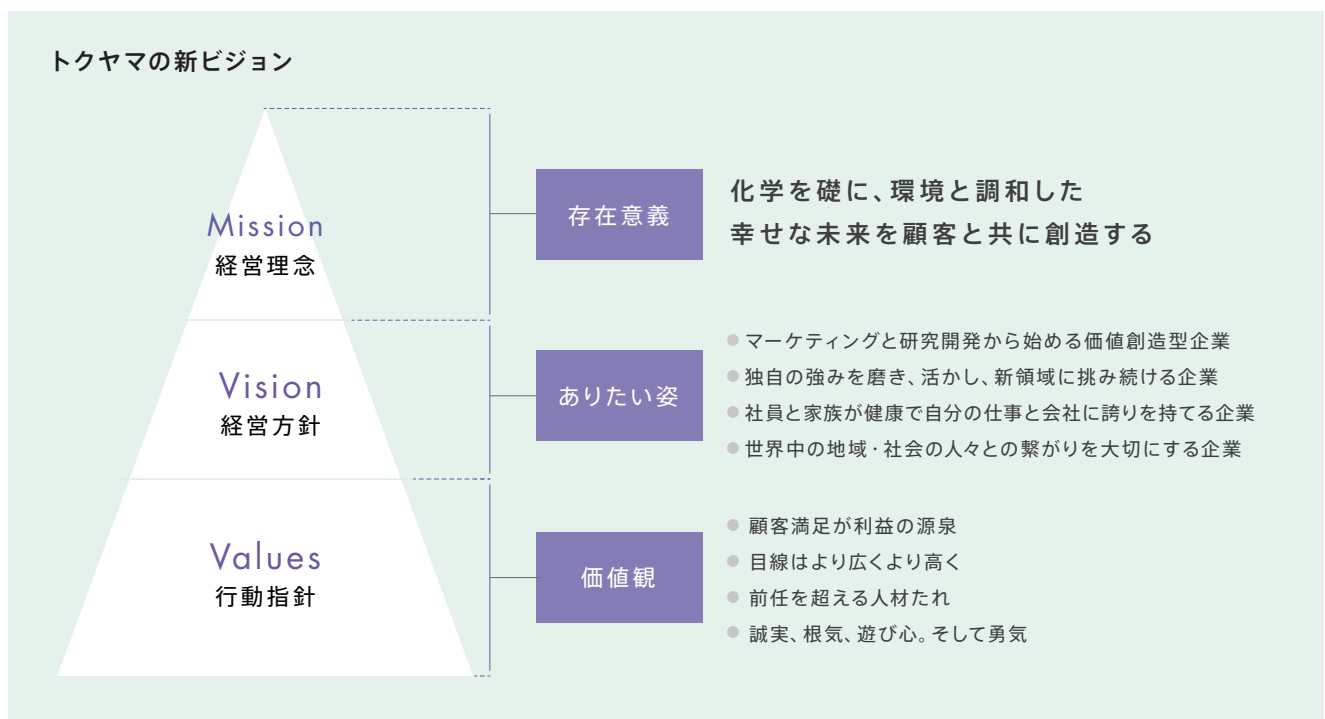 トクヤマの新ビジョン
Mission
経営理念
存在意義
化学を礎に、環境と調和した
幸せな未来を顧客と共に創造する
Vision
経営方針
ありたい姿
● マーケティングと研究開発から始める価値創造型企業
● 独自の強みを磨き、活かし、新領域に挑み続ける企業
● 社員と家族が健康で自分の仕事と会社に誇りを持てる企業
● 世界中の地域・社会の人々との繋がりを大切にする企業
Values
行動指針
価値観
● 顧客満足が利益の源泉
● 目線はより広くより高く
● 前任を超える人材たれ
● 誠実、根気、遊び心。そして勇気